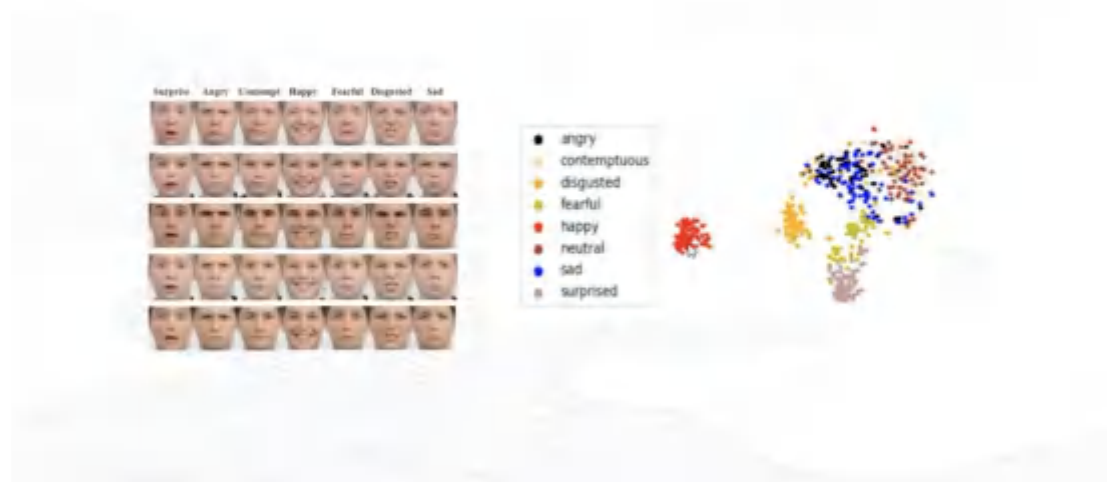 Surprise Angry Contempt Happy Fearful Disgusted Sad
angry
contemptuous
disgusted
fearful
happy
neutral
sad
surprised